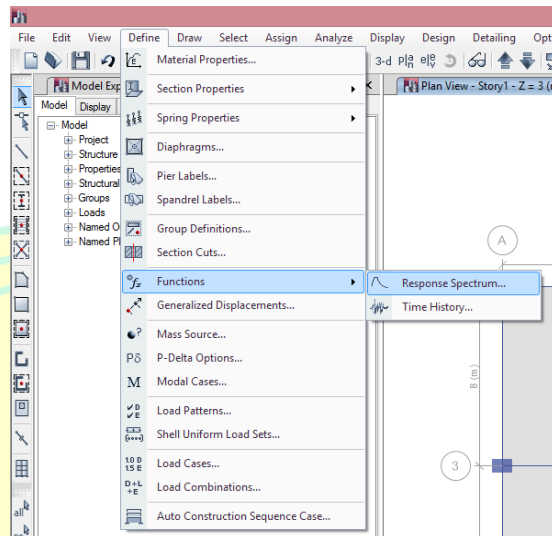 File Edit View Define Draw Select Assign Analyze Display Design Detailing Opt
3-d
Model Exp
Plan View - Story1 - Z = 3 (
Model Display
Model
Project
Structure
Properties
Structural
Groups
Loads
Named O
Named Pl
Material Properties...
Section Properties
Spring Properties
Diaphragms...
Pier Labels...
Spandrel Labels...
Group Definitions...
Section Cuts...
Functions
Generalized Displacements...
Mass Source...
Pδ P-Delta Options...
M Modal Cases...
Load Patterns...
Shell Uniform Load Sets...
Load Cases...
Load Combinations...
Auto Construction Sequence Case...
Response Spectrum...
Time History...
A
8 (m)
3
all